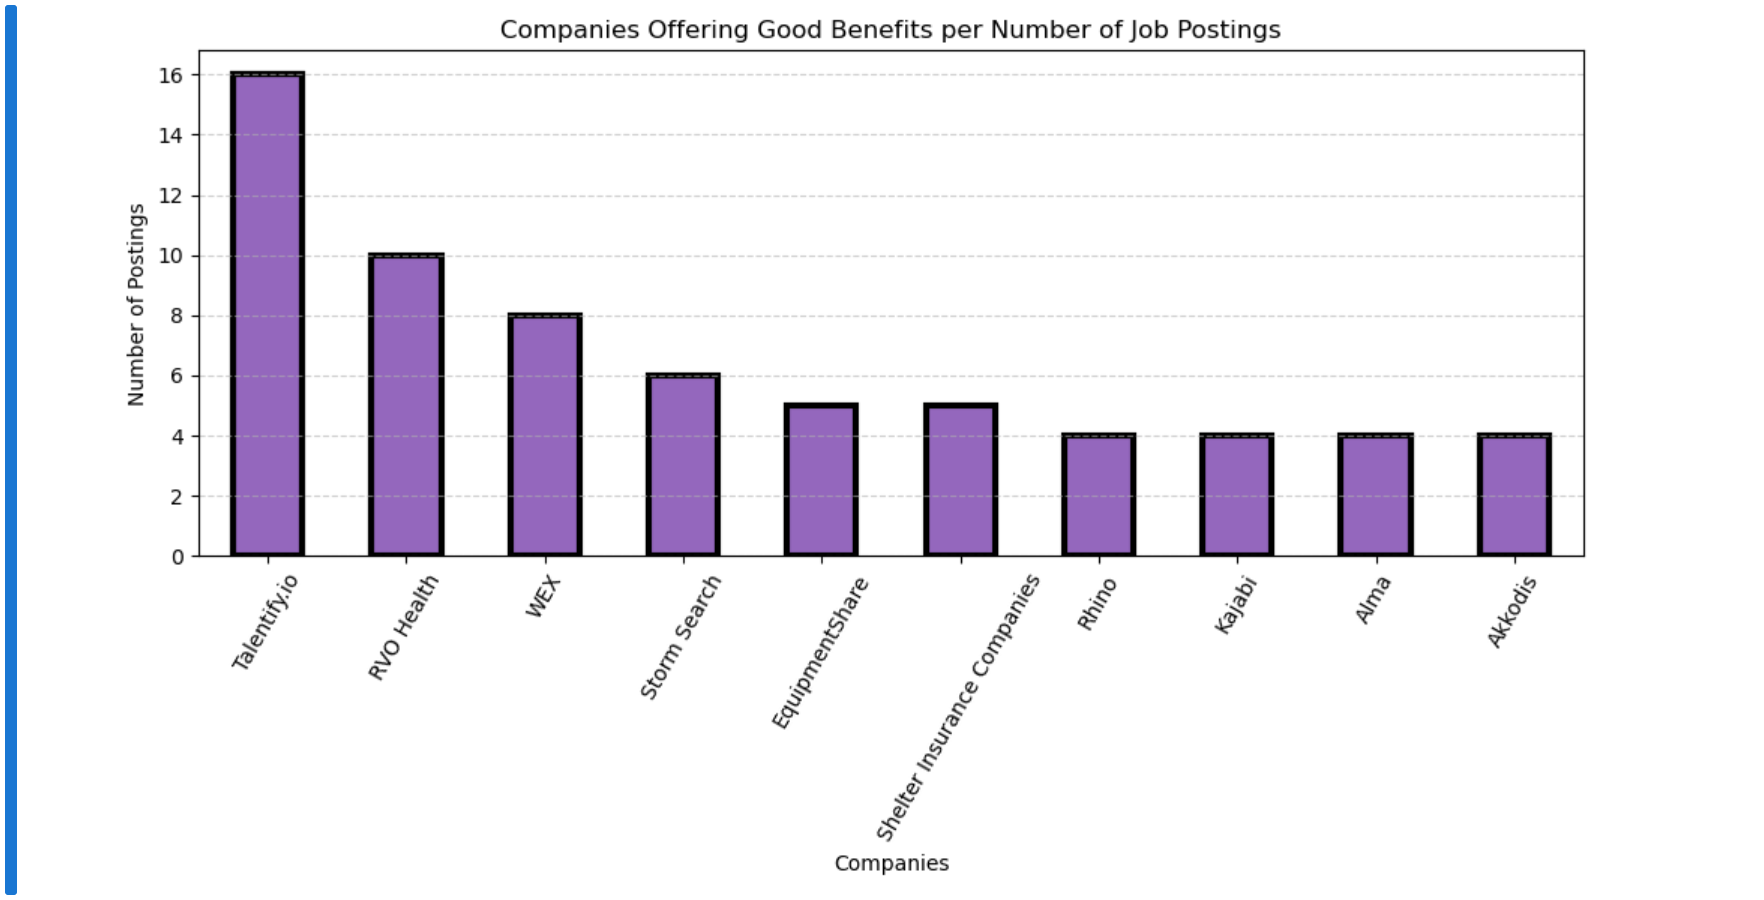 Companies Offering Good Benefits per Number of Job Postings
Number of Postings
16
14
12
10
8
6
4
2
0
Talentify.io
RVO Health
WEX
Storm Search
EquipmentShare
Shelter Insurance Companies
Rhino
Kajabi
Alma
Akkodis
Companies